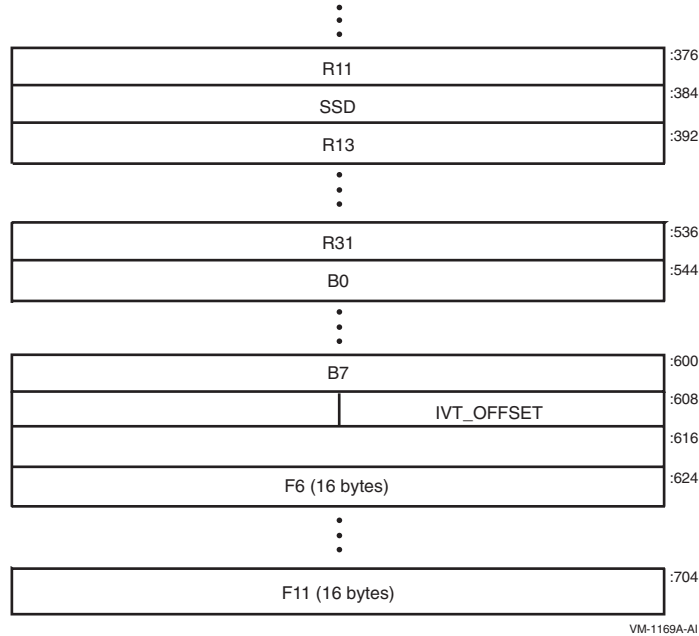 :376
R11
:384
SSD
:392
R13
:536
R31
:544
B0
:600
B7
:608
IVT_OFFSET
:616
:624
F6 (16 bytes)
:704
F11 (16 bytes)
VM-1169A-AI